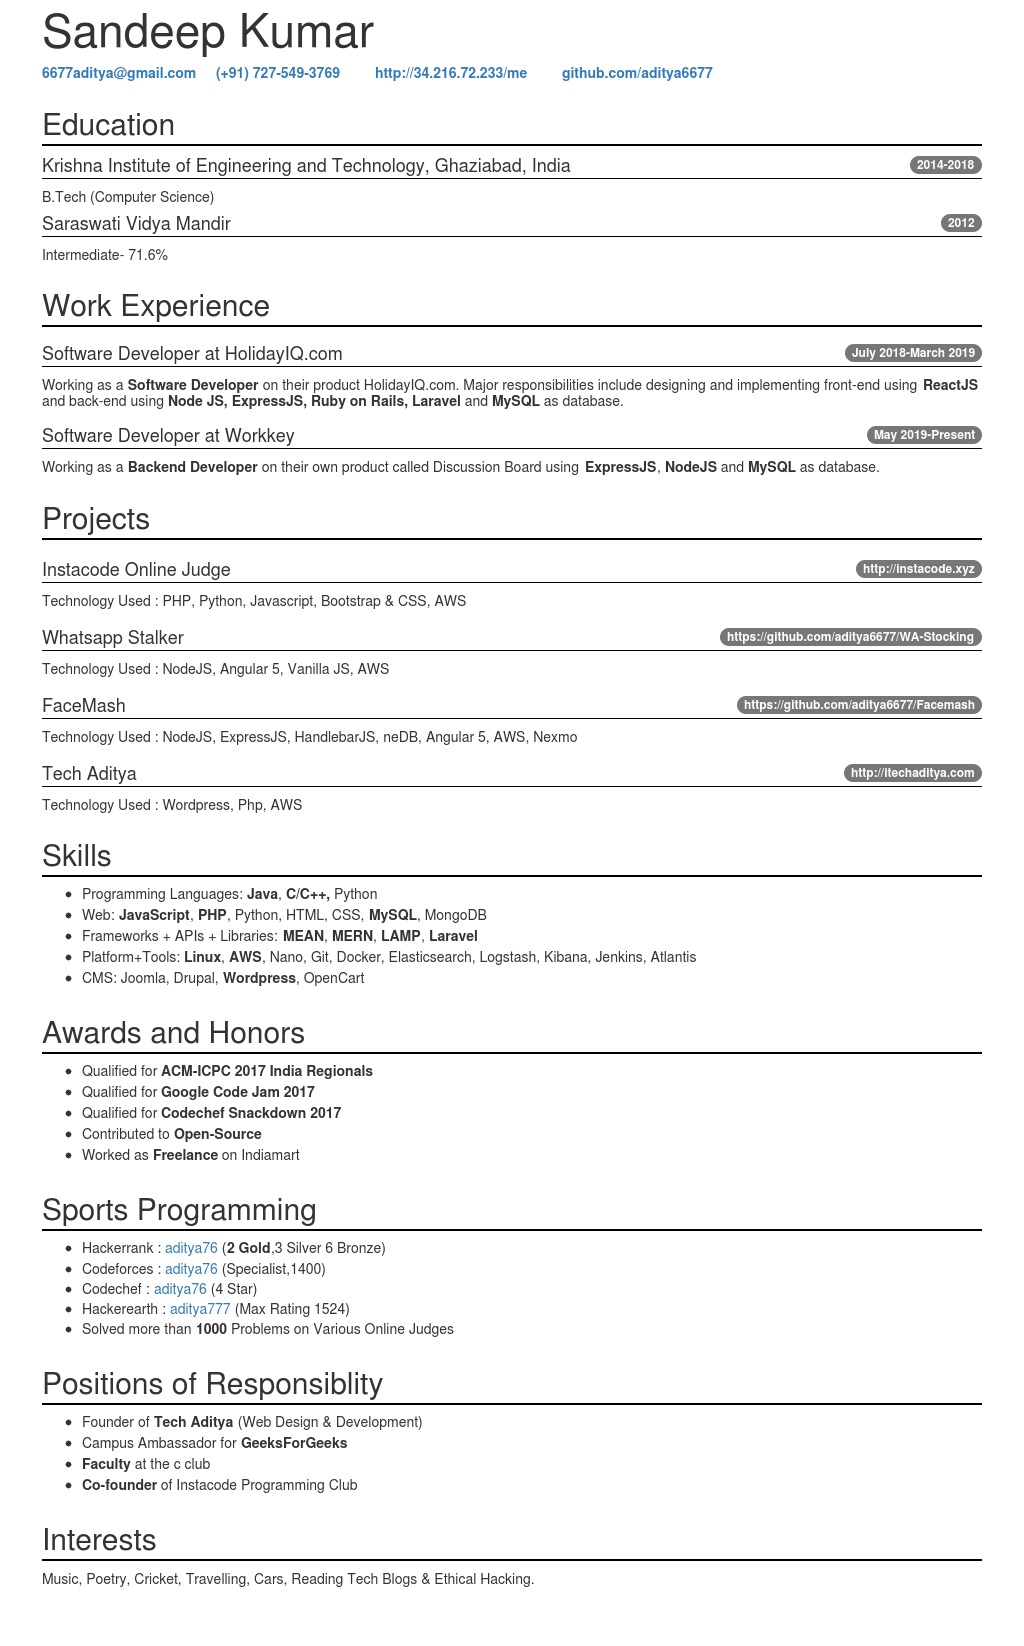 Sandeep Kumar
6677aditya@gmail.com (+91) 727-549-3769 http://34.216.72.233/me github.com/aditya6677
Education
Krishna Institute of Engineering and Technology, Ghaziabad, India 2014-2018
B.Tech (Computer Science)
Saraswati Vidya Mandir 2012
Intermediate- 71.6%
Work Experience
Software Developer at HolidayIQ.com July 2018-March 2019
Working as a Software Developer on their product HolidayIQ.com. Major responsibilities include designing and implementing front-end using ReactJS
and back-end using Node JS, ExpressJS, Ruby on Rails, Laravel and MySQL as database.
Software Developer at Workkey May 2019-Present
Working as a Backend Developer on their own product called Discussion Board using ExpressJS, NodeJS and MySQL as database.
Projects
Instacode Online Judge http://instacode.xyz
Technology Used : PHP, Python, Javascript, Bootstrap & CSS, AWS
Whatsapp Stalker https://github.com/aditya6677/WA-Stocking
Technology Used : NodeJS, Angular 5, Vanilla JS, AWS
FaceMash https://github.com/aditya6677/Facemash
Technology Used : NodeJS, ExpressJS, HandlebarJS, neDB, Angular 5, AWS, Nexmo
Tech Aditya http://itechaditya.com
Technology Used : Wordpress, Php, AWS
Skills
• Programming Languages: Java, C/C++, Python
• Web: JavaScript, PHP, Python, HTML, CSS, MySQL, MongoDB
• Frameworks + APIs + Libraries: MEAN, MERN, LAMP, Laravel
• Platform+Tools: Linux, AWS, Nano, Git, Docker, Elasticsearch, Logstash, Kibana, Jenkins, Atlantis
• CMS: Joomla, Drupal, Wordpress, OpenCart
Awards and Honors
• Qualified for ACM-ICPC 2017 India Regionals
• Qualified for Google Code Jam 2017
• Qualified for Codechef Snackdown 2017
• Contributed to Open-Source
• Worked as Freelance on Indiamart
Sports Programming
• Hackerrank : aditya76 (2 Gold,3 Silver 6 Bronze)
• Codeforces : aditya76 (Specialist,1400)
• Codechef : aditya76 (4 Star)
• Hackerearth : aditya777 (Max Rating 1524)
• Solved more than 1000 Problems on Various Online Judges
Positions of Responsiblity
• Founder of Tech Aditya (Web Design & Development)
• Campus Ambassador for GeeksForGeeks
• Faculty at the c club
• Co-founder of Instacode Programming Club
Interests
Music, Poetry, Cricket, Travelling, Cars, Reading Tech Blogs & Ethical Hacking.